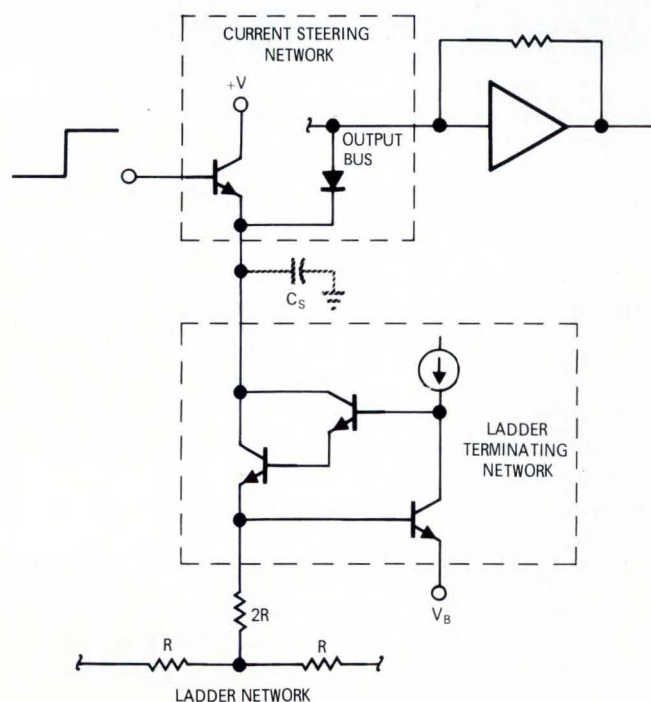 CURRENT STEERING
NETWORK
+V
OUTPUT
BUS
C_S
LADDER
TERMINATING
NETWORK
V_B
2R
R
R
LADDER NETWORK